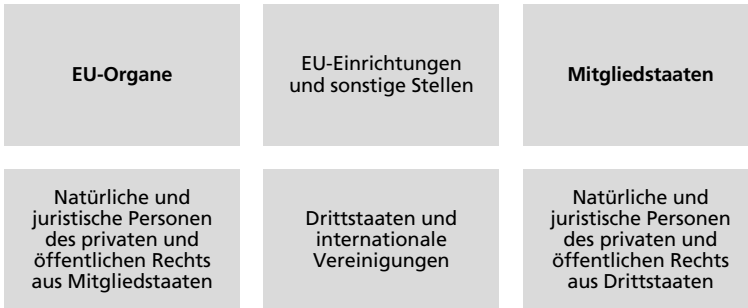 EU-Organe
EU-Einrichtungen
und sonstige Stellen
Mitgliedstaaten
Natürliche und
juristische Personen
des privaten und
öffentlichen Rechts
aus Mitgliedstaaten
Drittstaaten und
internationale
Vereinigungen
Natürliche und
juristische Personen
des privaten und
öffentlichen Rechts
aus Drittstaaten